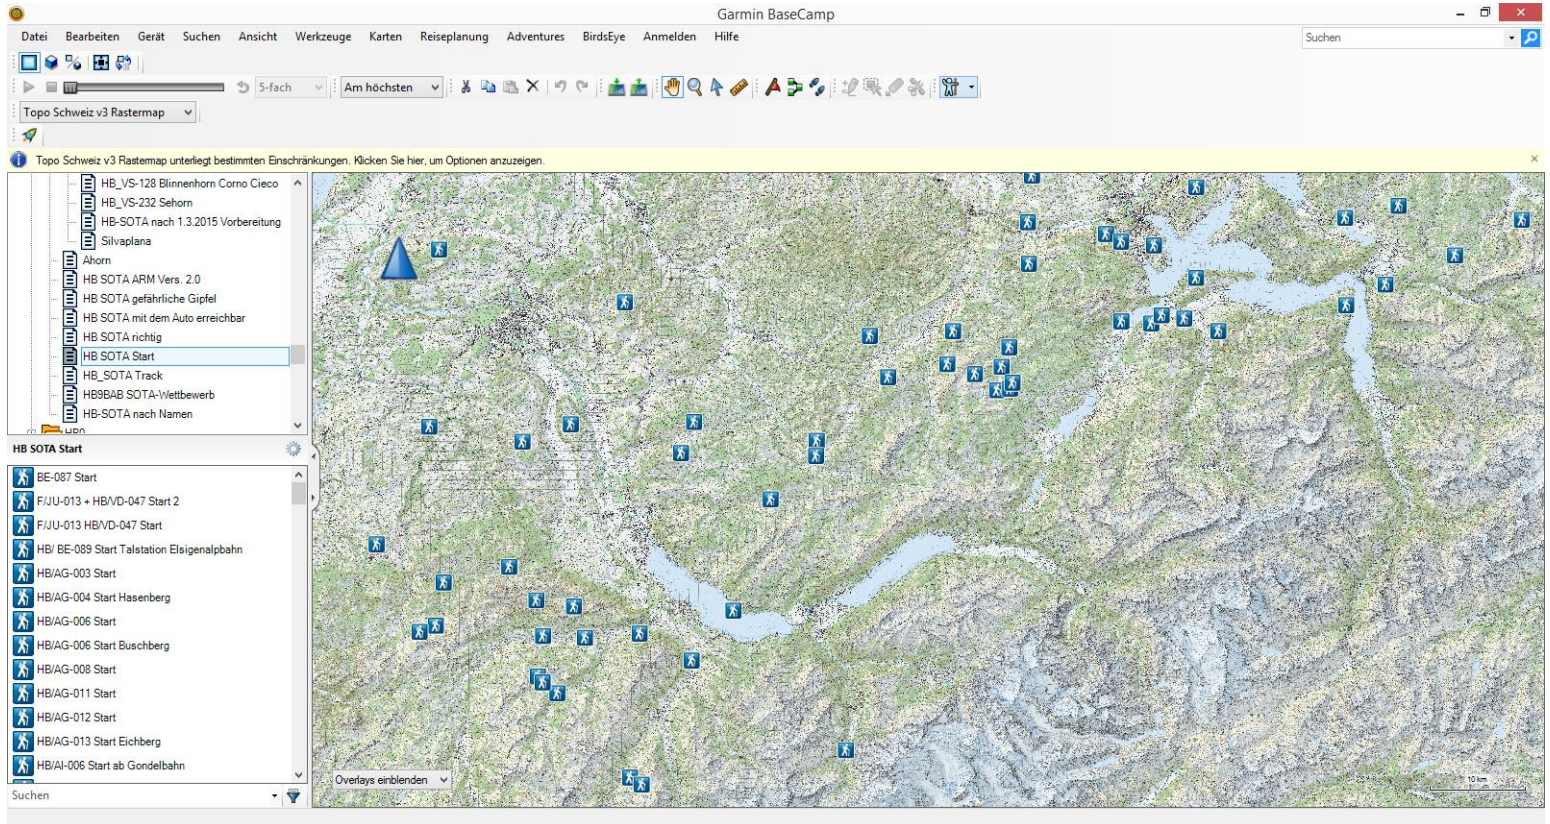 Garmin BaseCamp
Datei Bearbeiten Gerät Suchen Ansicht Werkzeuge Karten Reiseplanung Adventures BirdsEye Anmelden Hilfe
Suchen
5-fach
Am höchsten
Topo Schweiz v3 Rastermap
Topo Schweiz v3 Rastermap unterliegt bestimmten Einschränkungen. Klicken Sie hier, um Optionen anzuzeigen.
HB_VS-128 Blinnenhorn Corno Cieco
HB_VS-232 Sehorn
HB-SOTA nach 1.3.2015 Vorbereitung
Silvaplana
Ahorn
HB SOTA ARM Vers. 2.0
HB SOTA gefährliche Gipfel
HB SOTA mit dem Auto erreichbar
HB SOTA richtig
HB SOTA Start
HB_SOTA Track
HB9BAB SOTA-Wettbewerb
HB-SOTA nach Namen
HB0
HB SOTA Start
BE-087 Start
F/JU-013 + HB/VD-047 Start 2
F/JU-013 HB/VD-047 Start
HB/ BE-089 Start Talstation Elsigenalpbahn
HB/AG-003 Start
HB/AG-004 Start Hasenberg
HB/AG-006 Start
HB/AG-006 Start Buschberg
HB/AG-008 Start
HB/AG-011 Start
HB/AG-012 Start
HB/AG-013 Start Eichberg
HB/AI-006 Start ab Gondelbahn
Suchen
Overlays einblenden
10 km